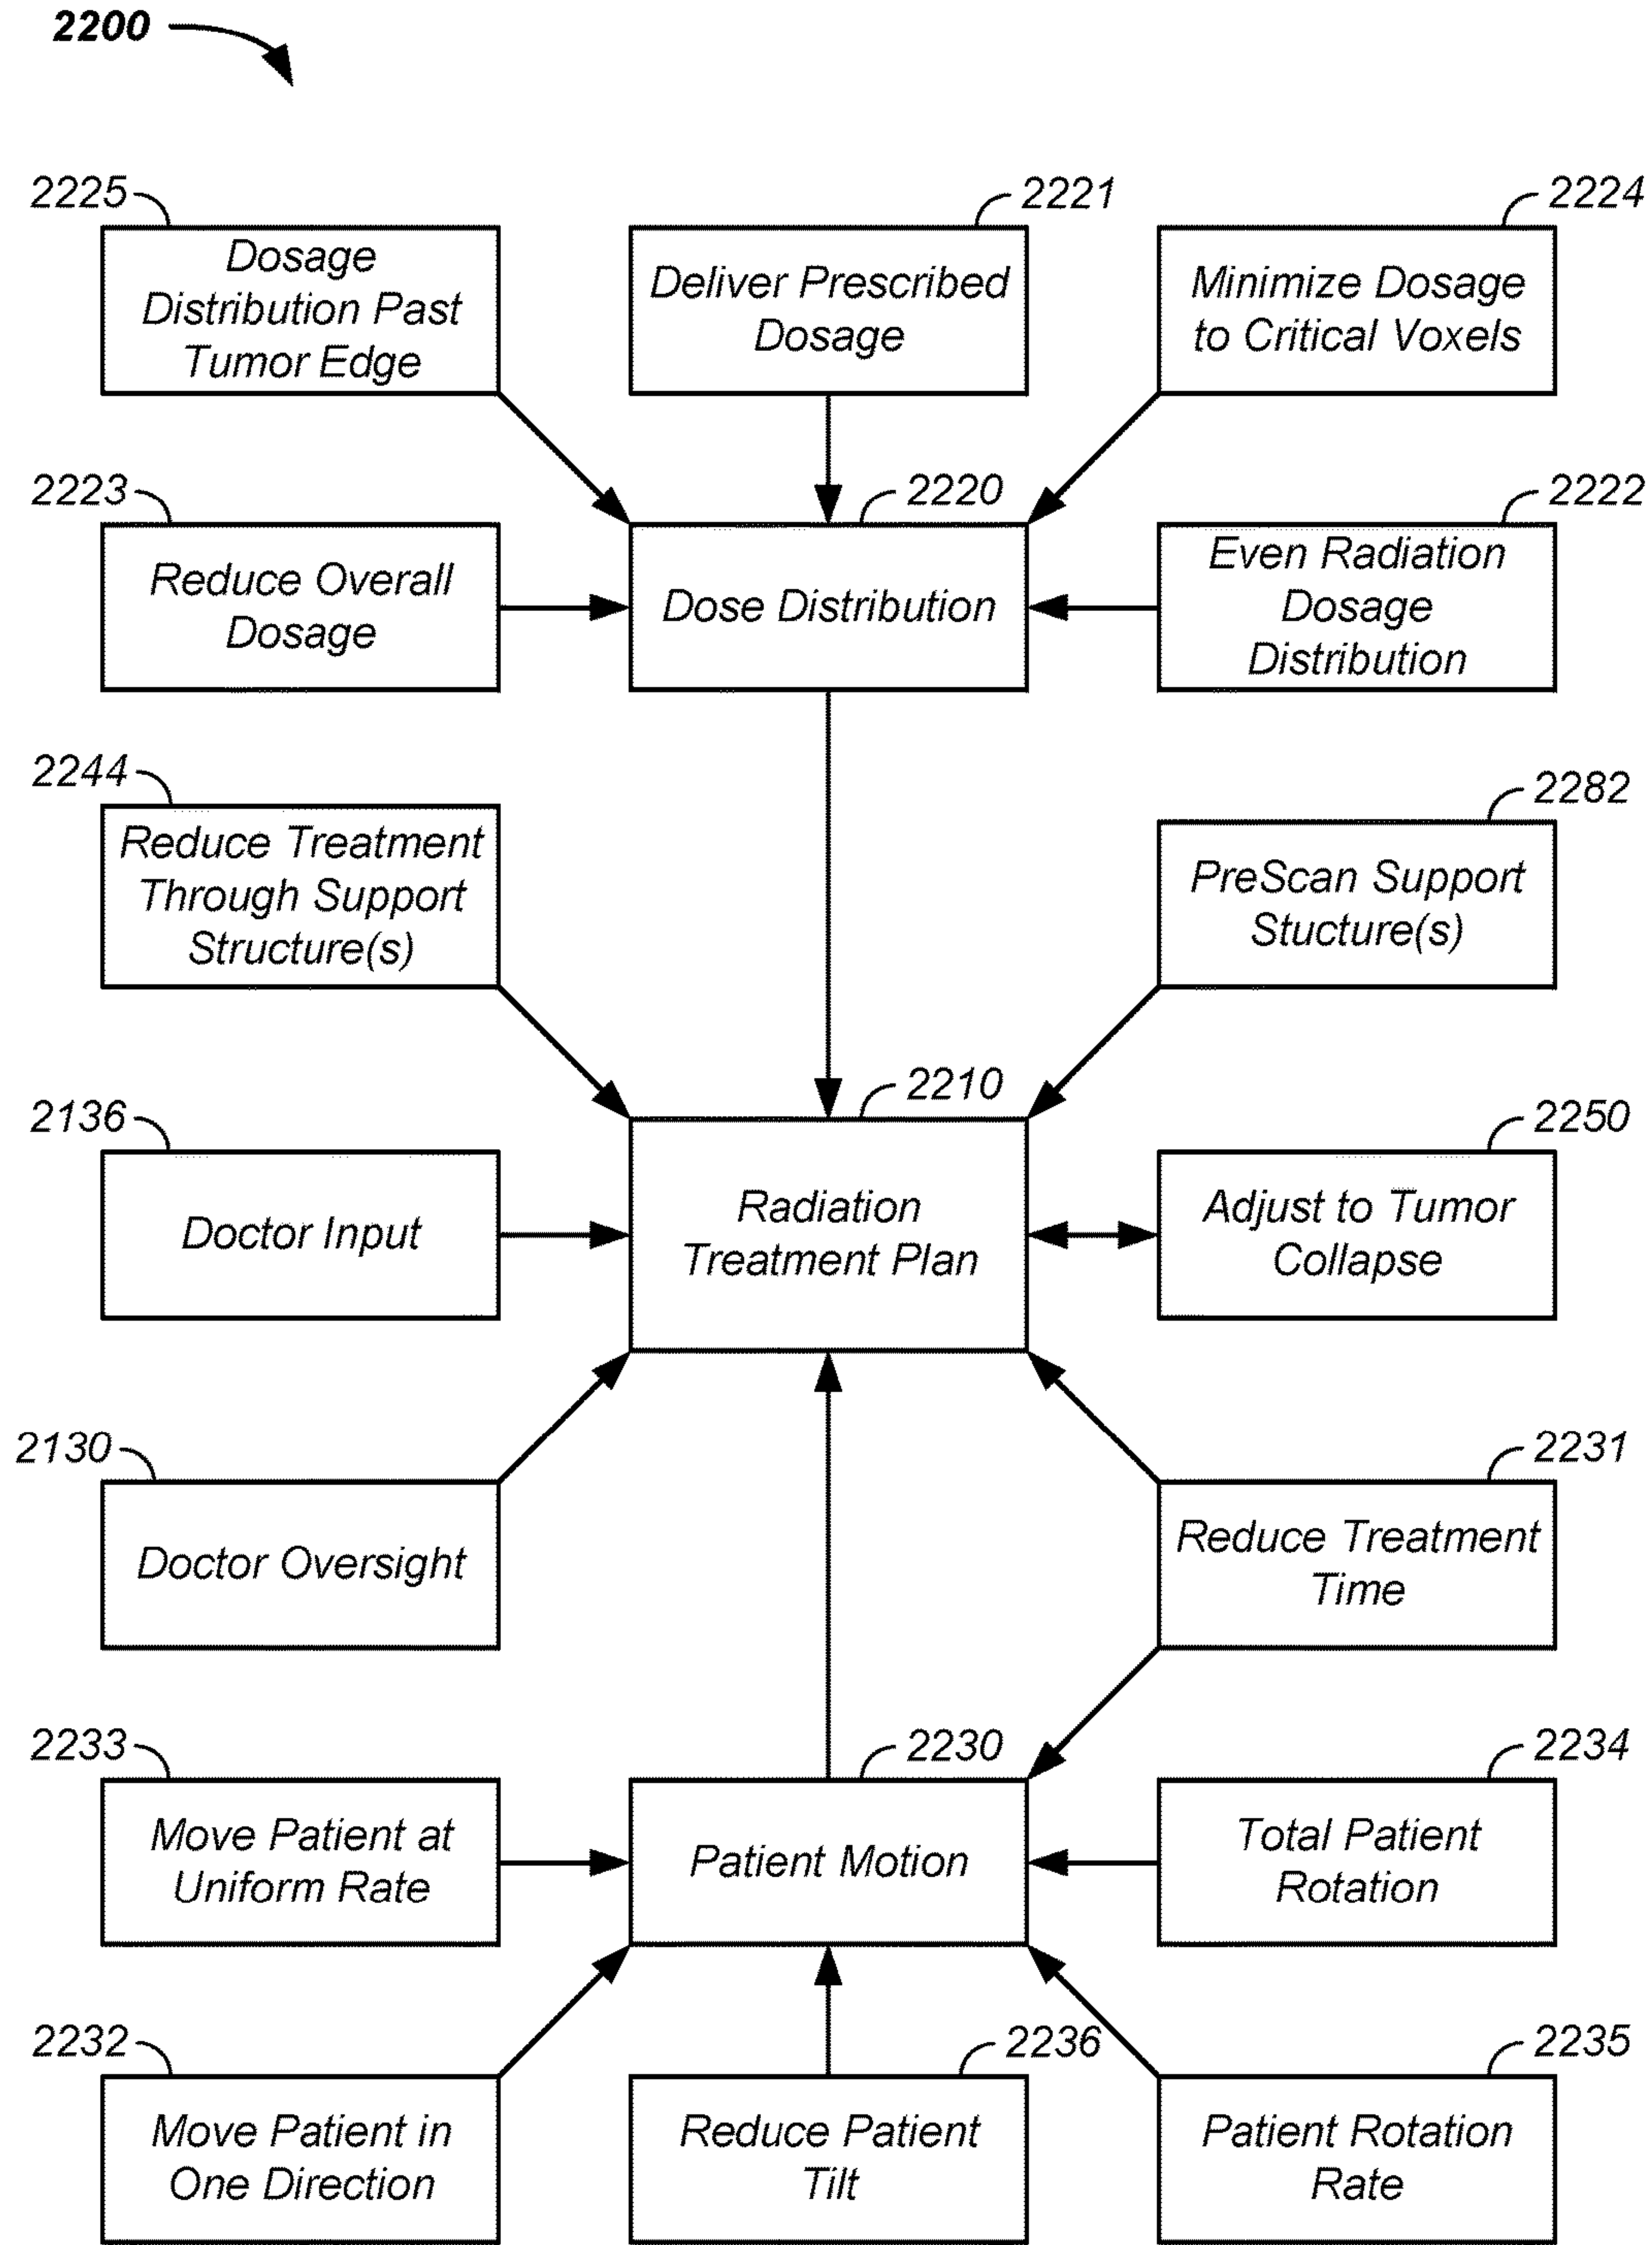 2200
2225
2221
2224
Dosage
Distribution Past
Tumor Edge
Deliver Prescribed
Dosage
Minimize Dosage
to Critical Voxels
2223
2220
2222
Reduce Overall
Dosage
Dose Distribution
Even Radiation
Dosage
Distribution
2244
2282
Reduce Treatment
Through Support
Structure(s)
PreScan Support
Stucture(s)
2136
2210
2250
Doctor Input
Radiation
Treatment Plan
Adjust to Tumor
Collapse
2130
2231
Doctor Oversight
Reduce Treatment
Time
2233
2230
2234
Move Patient at
Uniform Rate
Patient Motion
Total Patient
Rotation
2232
2236
2235
Move Patient in
One Direction
Reduce Patient
Tilt
Patient Rotation
Rate